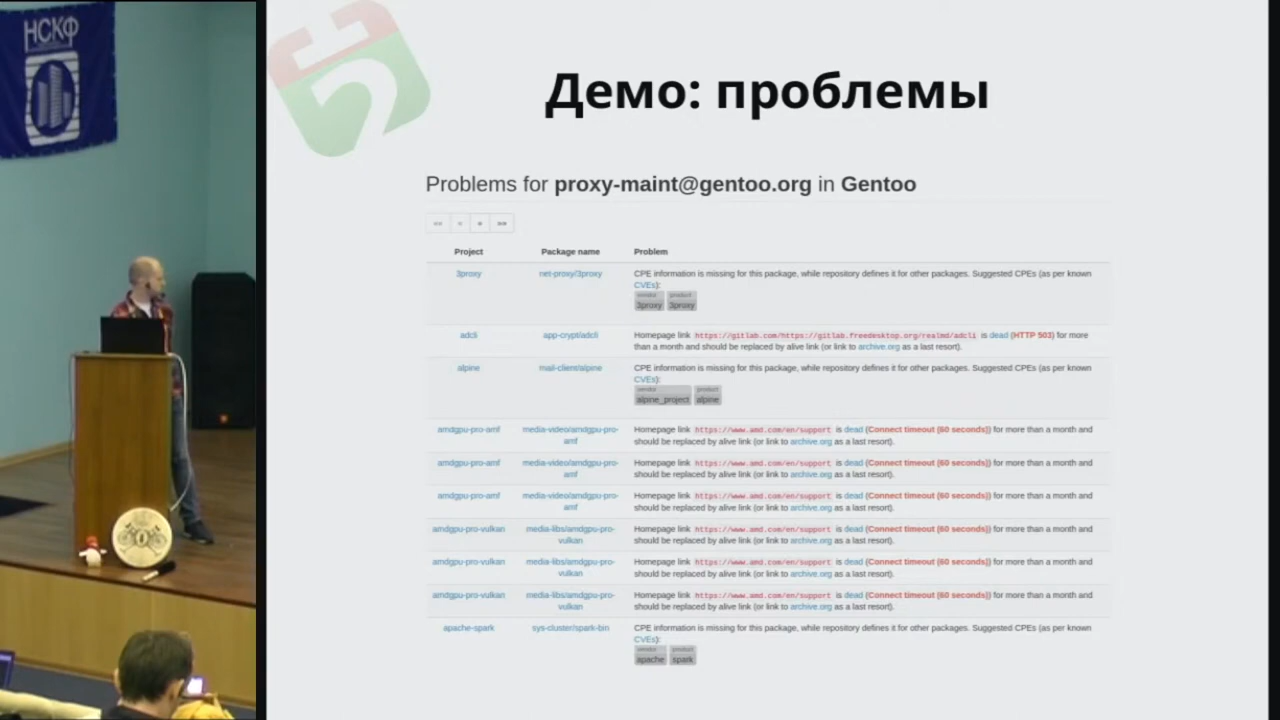 НСКФ
Демо: проблемы
Problems for proxy-maint@gentoo.org in Gentoo
Project Package name Problem
3proxy net-proxy/3proxy CPE information is missing for this package, while repository defines it for other packages. Suggested CPEs (as per known
CVEs):
vendor product
3proxy 3proxy
adcli app-crypt/adcli Homepage link https://gitlab.com/https://gitlab.freedesktop.org/realmd/adcli is dead (HTTP 503) for more
than a month and should be replaced by alive link (or link to archive.org as a last resort).
alpine mail-client/alpine CPE information is missing for this package, while repository defines it for other packages. Suggested CPEs (as per known
CVEs):
vendor product
alpine_project alpine
amdgpu-pro-amf media-video/amdgpu-pro- Homepage link https://www.amd.com/en/support is dead (Connect timeout (60 seconds)) for more than a month and
amf should be replaced by alive link (or link to archive.org as a last resort).
amdgpu-pro-amf media-video/amdgpu-pro- Homepage link https://www.amd.com/en/support is dead (Connect timeout (60 seconds)) for more than a month and
amf should be replaced by alive link (or link to archive.org as a last resort).
amdgpu-pro-amf media-video/amdgpu-pro- Homepage link https://www.amd.com/en/support is dead (Connect timeout (60 seconds)) for more than a month and
amf should be replaced by alive link (or link to archive.org as a last resort).
amdgpu-pro-vulkan media-libs/amdgpu-pro- Homepage link https://www.amd.com/en/support is dead (Connect timeout (60 seconds)) for more than a month and
vulkan should be replaced by alive link (or link to archive.org as a last resort).
amdgpu-pro-vulkan media-libs/amdgpu-pro- Homepage link https://www.amd.com/en/support is dead (Connect timeout (60 seconds)) for more than a month and
vulkan should be replaced by alive link (or link to archive.org as a last resort).
amdgpu-pro-vulkan media-libs/amdgpu-pro- Homepage link https://www.amd.com/en/support is dead (Connect timeout (60 seconds)) for more than a month and
vulkan should be replaced by alive link (or link to archive.org as a last resort).
apache-spark sys-cluster/spark-bin CPE information is missing for this package, while repository defines it for other packages. Suggested CPEs (as per known
CVEs):
vendor product
apache spark